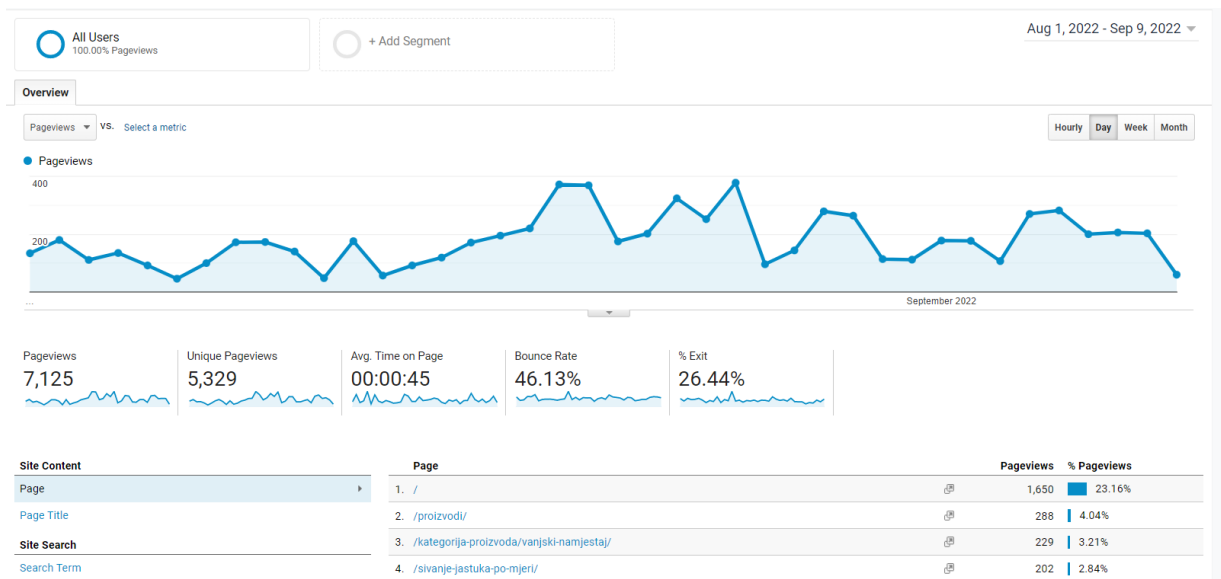 All Users
100.00% Pageviews
+ Add Segment
Aug 1, 2022 - Sep 9, 2022
Overview
Pageviews VS. Select a metric
Hourly Day Week Month
Pageviews
400
200
...
September 2022
Pageviews Unique Pageviews Avg. Time on Page Bounce Rate % Exit
7,125 5,329 00:00:45 46.13% 26.44%
Site Content
Page
Page Title
Site Search
Search Term
Page Pageviews % Pageviews
1. / 1,650 23.16%
2. /proizvodi/ 288 4.04%
3. /kategorija-proizvoda/vanjski-namjestaj/ 229 3.21%
4. /sivanje-jastuka-po-mjeri/ 202 2.84%